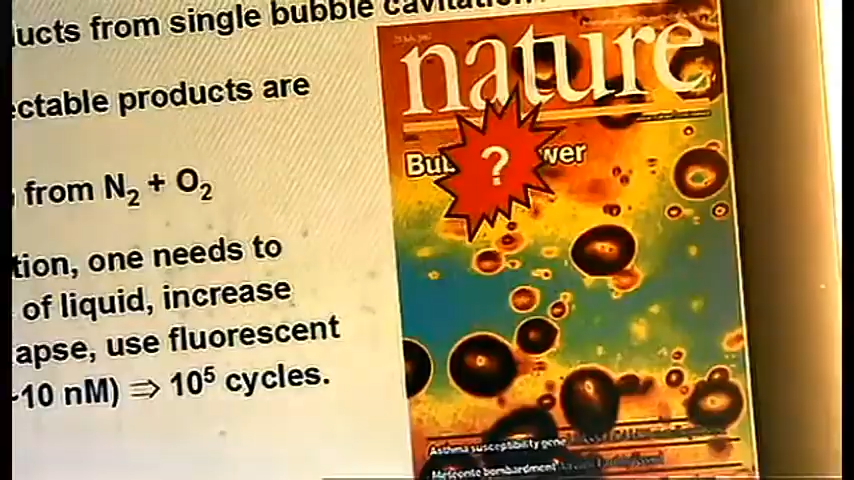 ucts from single bubble cavitation.
ectable products are
from N₂ + O₂
tion, one needs to
of liquid, increase
apse, use fluorescent
~10 nM) ⇒ 10⁵ cycles.
nature
Bu wer
?
Asthma susceptibility gene
Meteorite bombardment